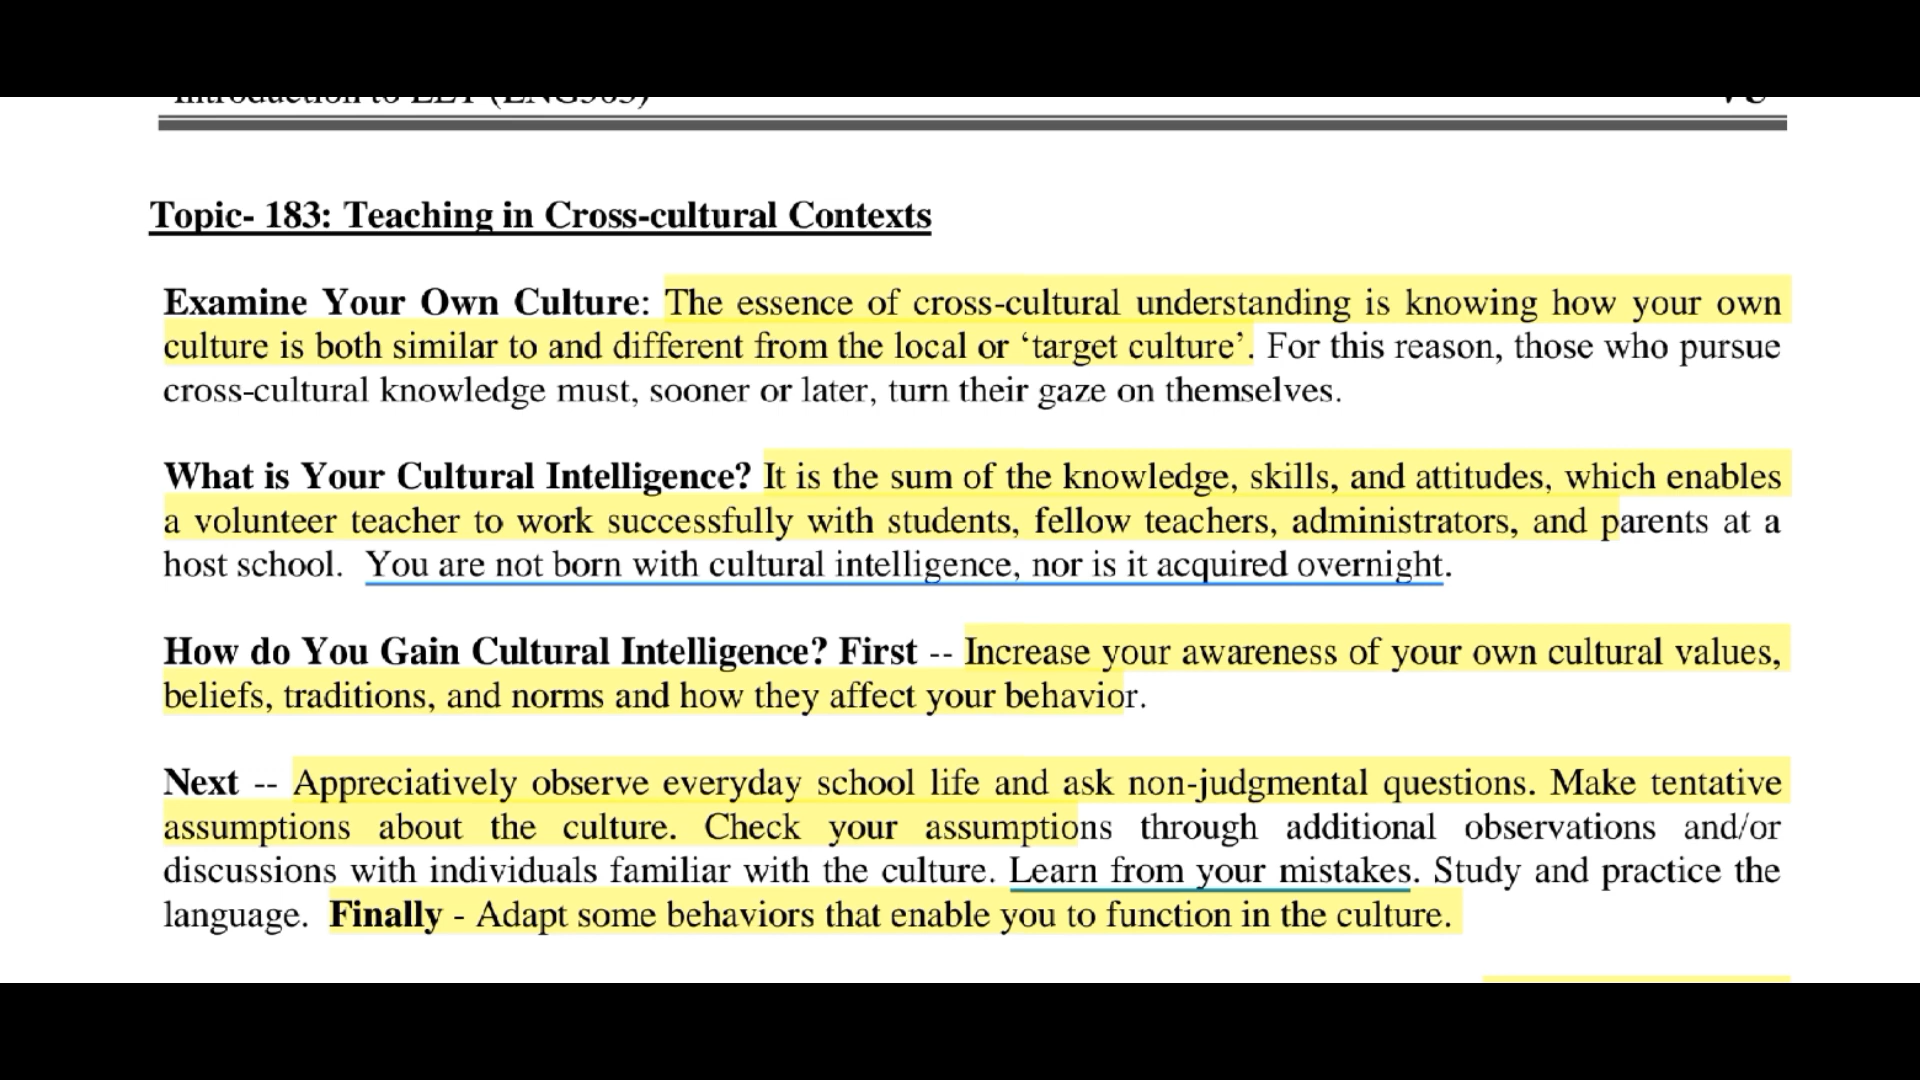 Topic- 183: Teaching in Cross-cultural Contexts
Examine Your Own Culture: The essence of cross-cultural understanding is knowing how your own
culture is both similar to and different from the local or ‘target culture’. For this reason, those who pursue
cross-cultural knowledge must, sooner or later, turn their gaze on themselves.
What is Your Cultural Intelligence? It is the sum of the knowledge, skills, and attitudes, which enables
a volunteer teacher to work successfully with students, fellow teachers, administrators, and parents at a
host school. You are not born with cultural intelligence, nor is it acquired overnight.
How do You Gain Cultural Intelligence? First -- Increase your awareness of your own cultural values,
beliefs, traditions, and norms and how they affect your behavior.
Next -- Appreciatively observe everyday school life and ask non-judgmental questions. Make tentative
assumptions about the culture. Check your assumptions through additional observations and/or
discussions with individuals familiar with the culture. Learn from your mistakes. Study and practice the
language. Finally - Adapt some behaviors that enable you to function in the culture.